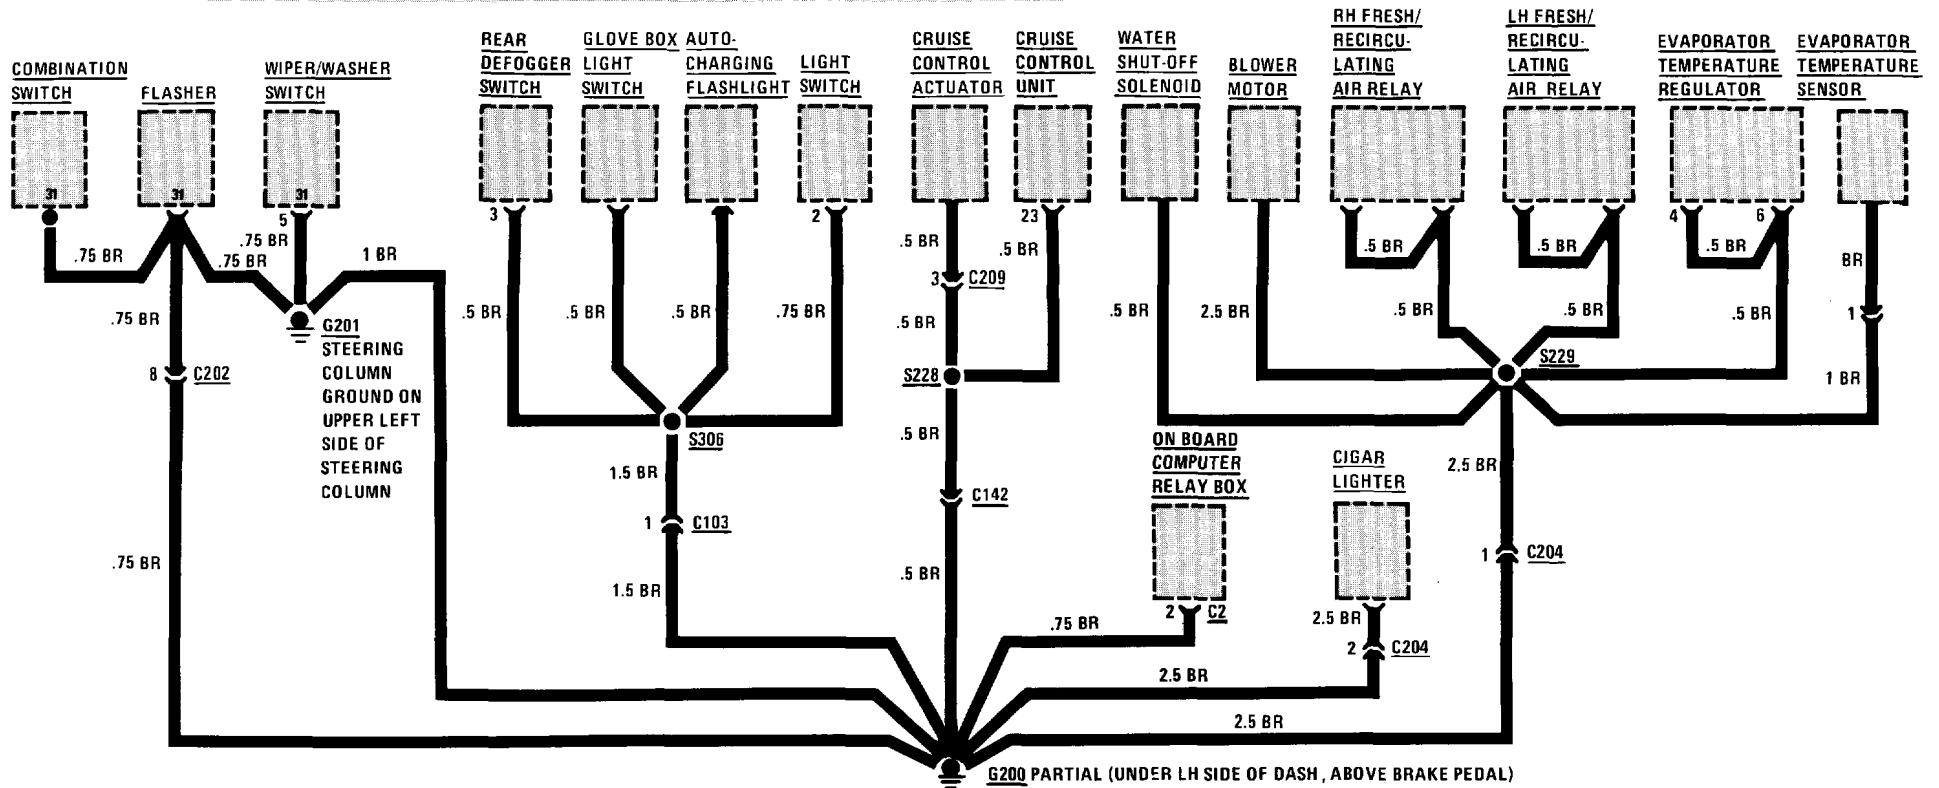 COMBINATION
SWITCH
FLASHER
WIPER/WASHER
SWITCH
REAR
DEFOGGER
SWITCH
GLOVE BOX
LIGHT
SWITCH
AUTO-
CHARGING
FLASHLIGHT
LIGHT
SWITCH
CRUISE
CONTROL
ACTUATOR
CRUISE
CONTROL
UNIT
WATER
SHUT-OFF
SOLENOID
BLOWER
MOTOR
RH FRESH/
RECIRCU-
LATING
AIR RELAY
LH FRESH/
RECIRCU-
LATING
AIR RELAY
EVAPORATOR
TEMPERATURE
REGULATOR
EVAPORATOR
TEMPERATURE
SENSOR
31
31
31
5
3
2
23
4
6
.75 BR
.75 BR
.75 BR
1 BR
.5 BR
.5 BR
.5 BR
.5 BR
.5 BR
BR
3 C209
.75 BR
.5 BR
.5 BR
.5 BR
.75 BR
.5 BR
.5 BR
2.5 BR
.5 BR
.5 BR
.5 BR
1
G201
STEERING
COLUMN
GROUND ON
UPPER LEFT
SIDE OF
STEERING
COLUMN
8 C202
S228
S229
1 BR
S306
.5 BR
1.5 BR
2.5 BR
ON BOARD
COMPUTER
RELAY BOX
CIGAR
LIGHTER
C142
1 C103
1 C204
.75 BR
.5 BR
1.5 BR
2 C2
2.5 BR
.75 BR
2 C204
2.5 BR
2.5 BR
G200 PARTIAL (UNDER LH SIDE OF DASH, ABOVE BRAKE PEDAL)